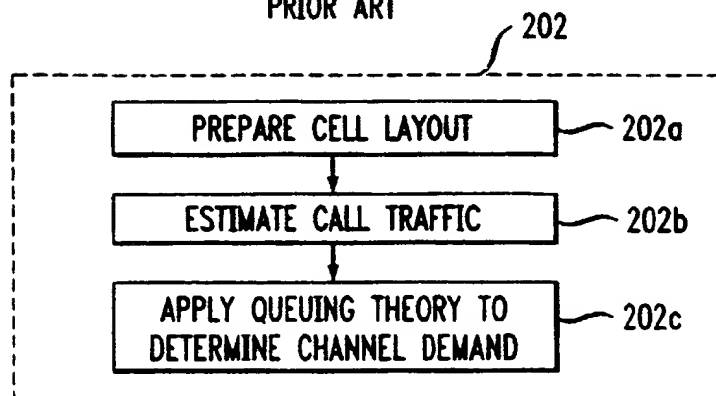 PRIOR ART
202
PREPARE CELL LAYOUT
202a
ESTIMATE CALL TRAFFIC
202b
APPLY QUEUING THEORY TO
DETERMINE CHANNEL DEMAND
202c